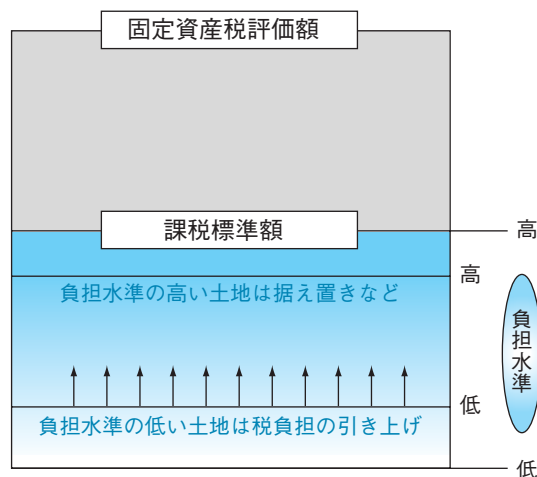 固定資産税評価額
課税標準額
高
高
負担水準の高い土地は据え置きなど
負担水準
低
負担水準の低い土地は税負担の引き上げ
低